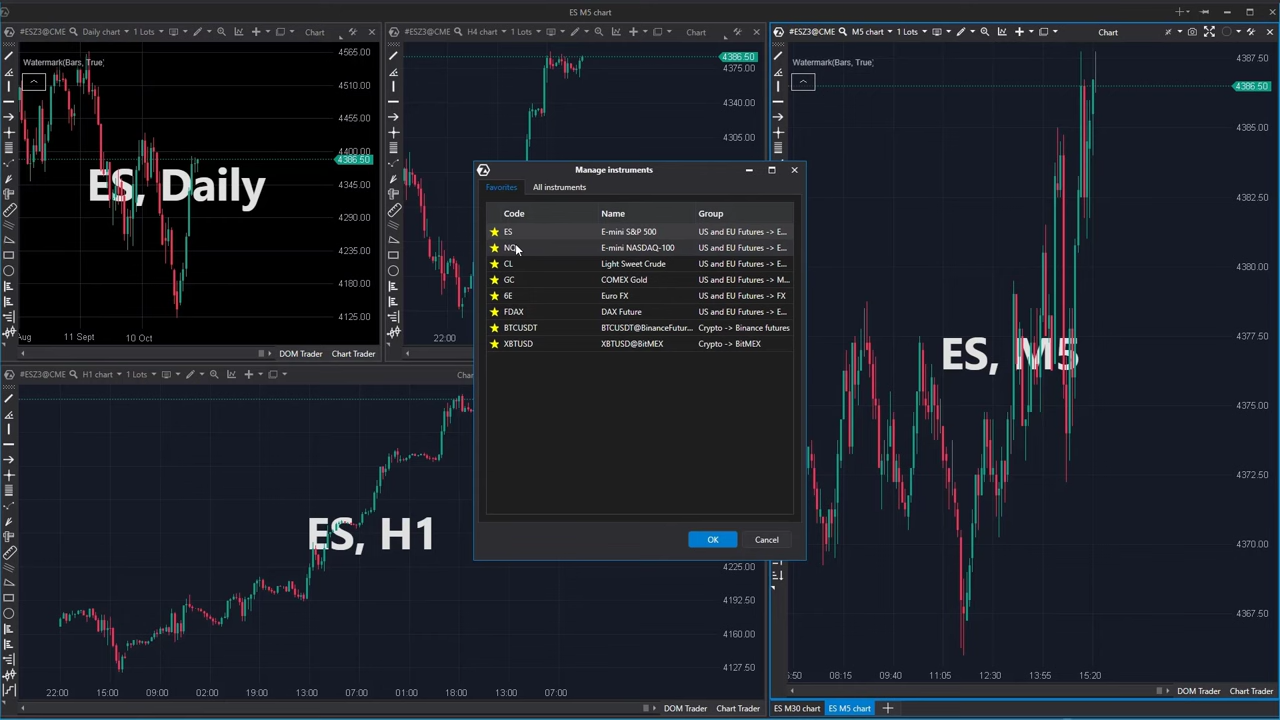 ES M5 chart
#ESZ3@CME Daily chart 1 Lots Chart
Watermark(Bars, True)
4565.00
4510.00
4455.00
4400.00
4386.50
4345.00
4290.00
4235.00
4180.00
4125.00
ES, Daily
Aug 11 Sept 10 Oct
DOM Trader Chart Trader
#ESZ3@CME H4 chart 1 Lots Chart
4386.50
4375.00
4340.00
4305.00
22:00
#ESZ3@CME M5 chart 1 Lots Chart
Watermark(Bars, True)
4387.50
4386.50
4385.00
4382.50
4380.00
4377.50
4375.00
4372.50
4370.00
4367.50
ES, M5
08:15 09:40 11:05 12:30 13:55 15:20
DOM Trader Chart Trader
ES M30 chart ES M5 chart
Manage instruments
Favorites All instruments
Code Name Group
ES E-mini S&P 500 US and EU Futures -> E...
NQ E-mini NASDAQ-100 US and EU Futures -> E...
CL Light Sweet Crude US and EU Futures -> E...
GC COMEX Gold US and EU Futures -> M...
6E Euro FX US and EU Futures -> FX
FDAX DAX Future US and EU Futures -> E...
BTCUSDT BTCUSDT@BinanceFutur... Crypto -> Binance futures
XBTUSD XBTUSD@BitMEX Crypto -> BitMEX
OK Cancel
#ESZ3@CME H1 chart 1 Lots
ES, H1
4225.00
4192.50
4160.00
4127.50
22:00 15:00 09:00 02:00 19:00 13:00 07:00 01:00 18:00 13:00 07:00
DOM Trader Chart Trader